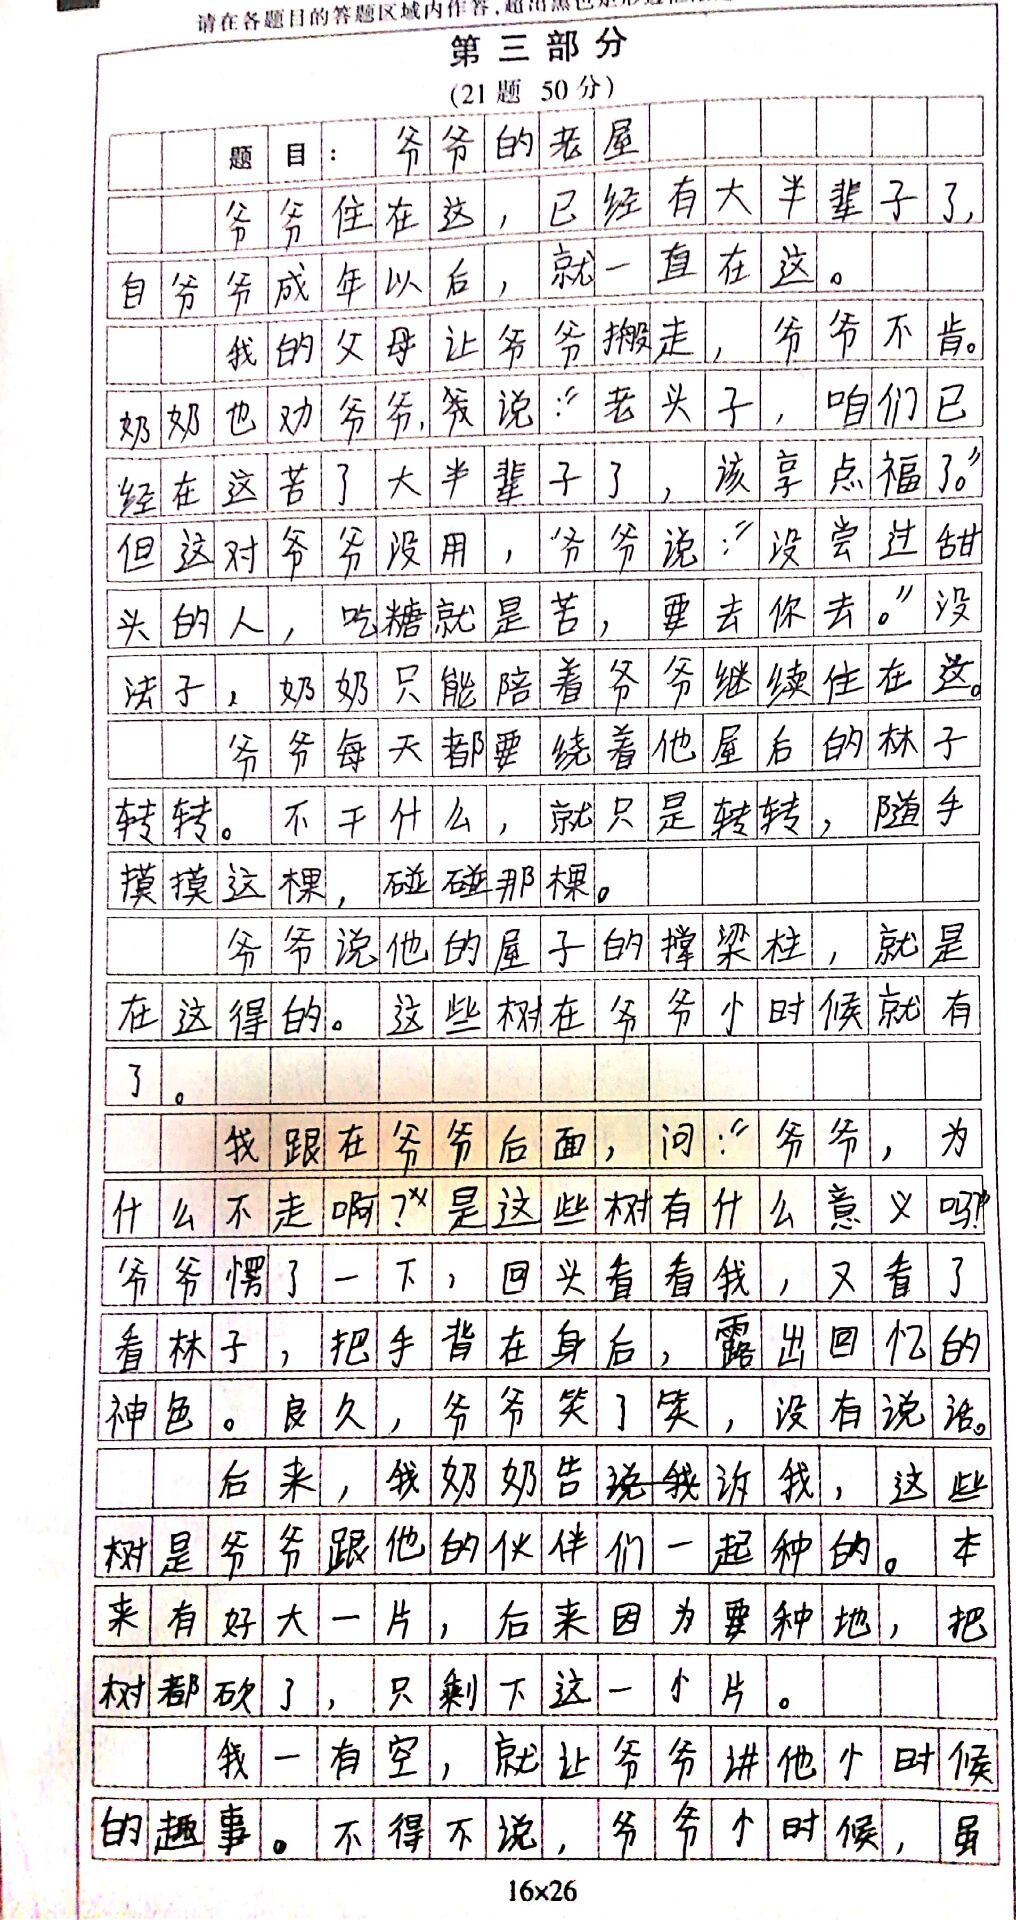 请在各题目的答题区域内作答，超出黑色矩形边框
第三部分
(21题 50分)
题目： 爷爷的老屋
爷爷住在这，已经有大半辈子了，
自爷爷成年以后，就一直在这。
我的父母让爷爷搬走，爷爷不肯。
奶奶也劝爷爷，我说：“老头子，咱们已
经在这苦了大半辈子了，该享点福了。”
但这对爷爷没用，爷爷说：“没尝过甜
头的人，吃糖就是苦，要去你去。”没
法子，奶奶只能陪着爷爷继续住在这。
爷爷每天都要绕着他屋后的林子
转转。不干什么，就只是转转，随手
摸摸这棵，碰碰那棵。
爷爷说他的屋子的撑梁柱，就是
在这得的。这些树在爷爷小时候就有
了。
我跟在爷爷后面，问：“爷爷，为
什么不走啊？是这些树有什么意义吗？”
爷爷愣了一下，回头看看我，又看了
看林子，把手背在身后，露出回忆的
神色。良久，爷爷笑了笑，没有说话。
后来，我奶奶告说我诉我，这些
树是爷爷跟他的伙伴们一起种的。本
来有好大一片，后来因为要种地，把
树都砍了，只剩下这一小片。
我一有空，就让爷爷讲他小时候
的趣事。不得不说，爷爷小时候，虽
16×26